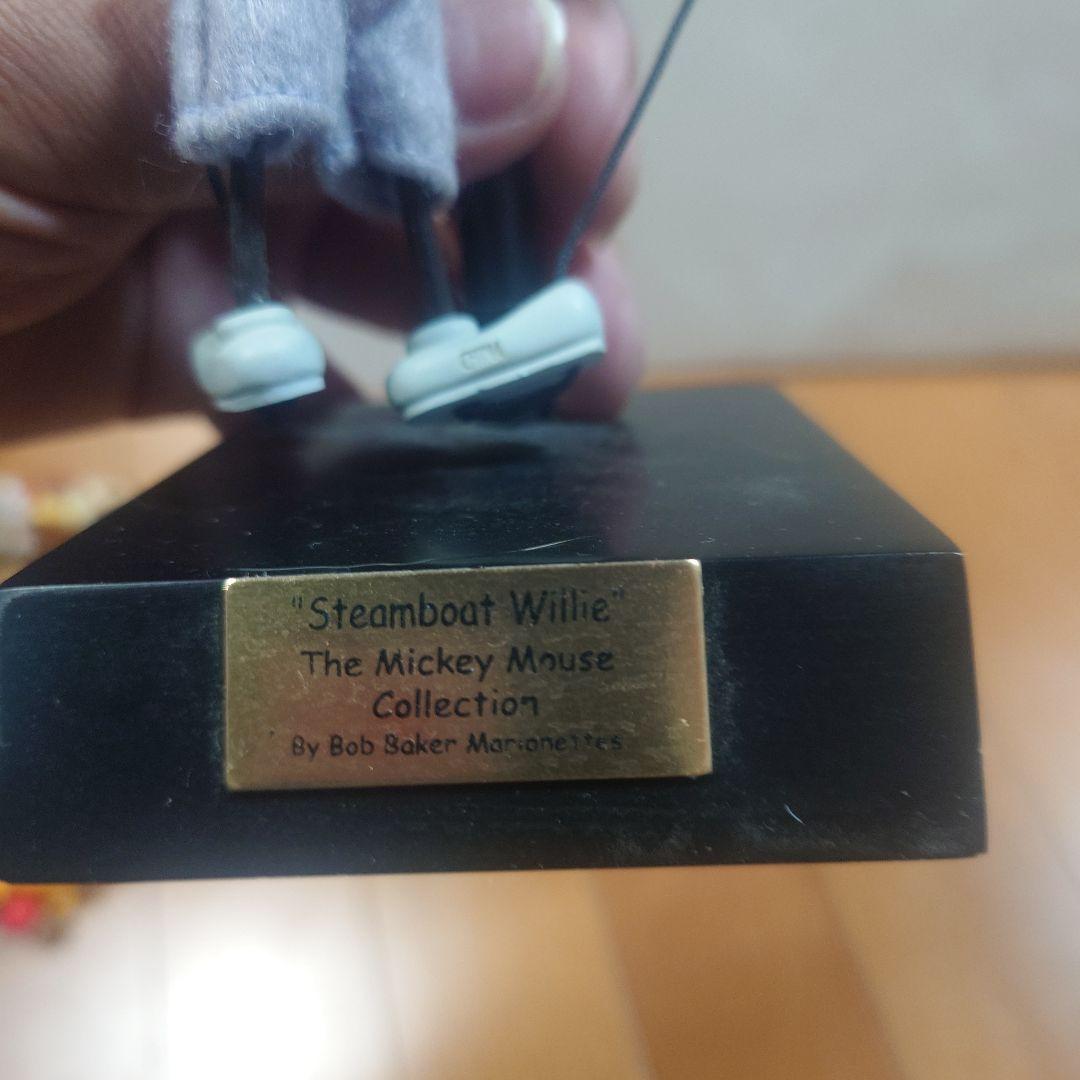 "Steamboat Willie"
The Mickey Mouse
Collection
By Bob Baker Marionettes